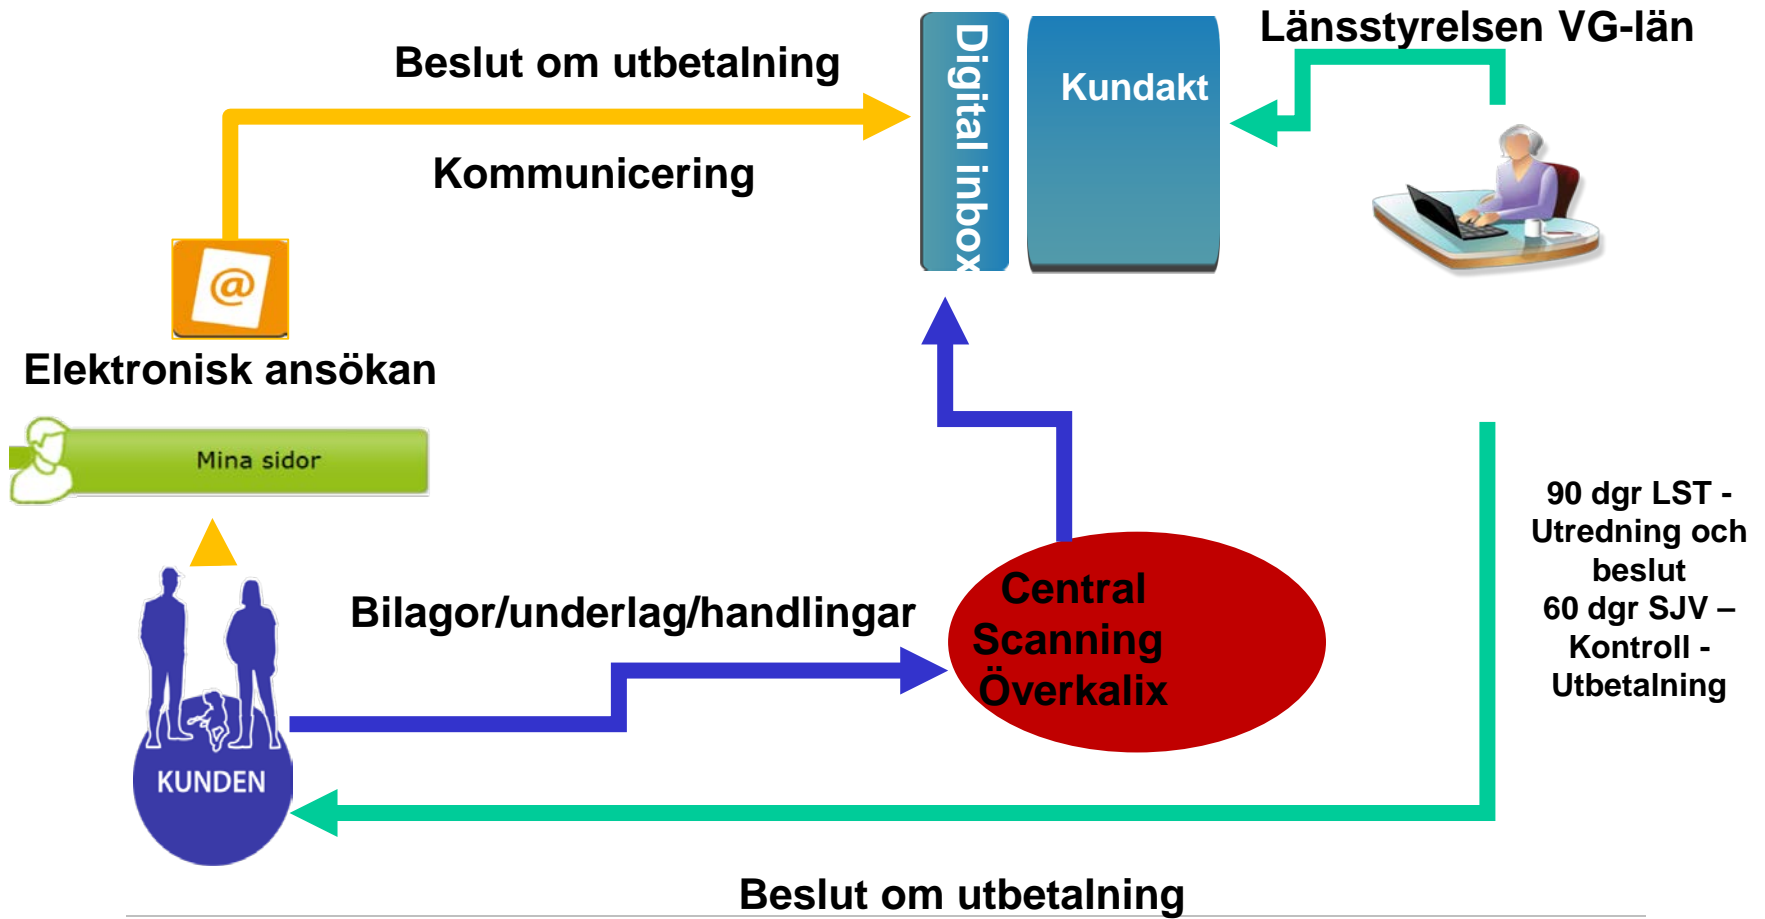 Länsstyrelsen VG-län
Beslut om utbetalning
Digital inbox
Kundakt
Kommunicering
@
Elektronisk ansökan
Mina sidor
90 dgr LST -
Utredning och
beslut
60 dgr SJV –
Kontroll -
Utbetalning
Bilagor/underlag/handlingar
Central
Scanning
Överkalix
KUNDEN
Beslut om utbetalning